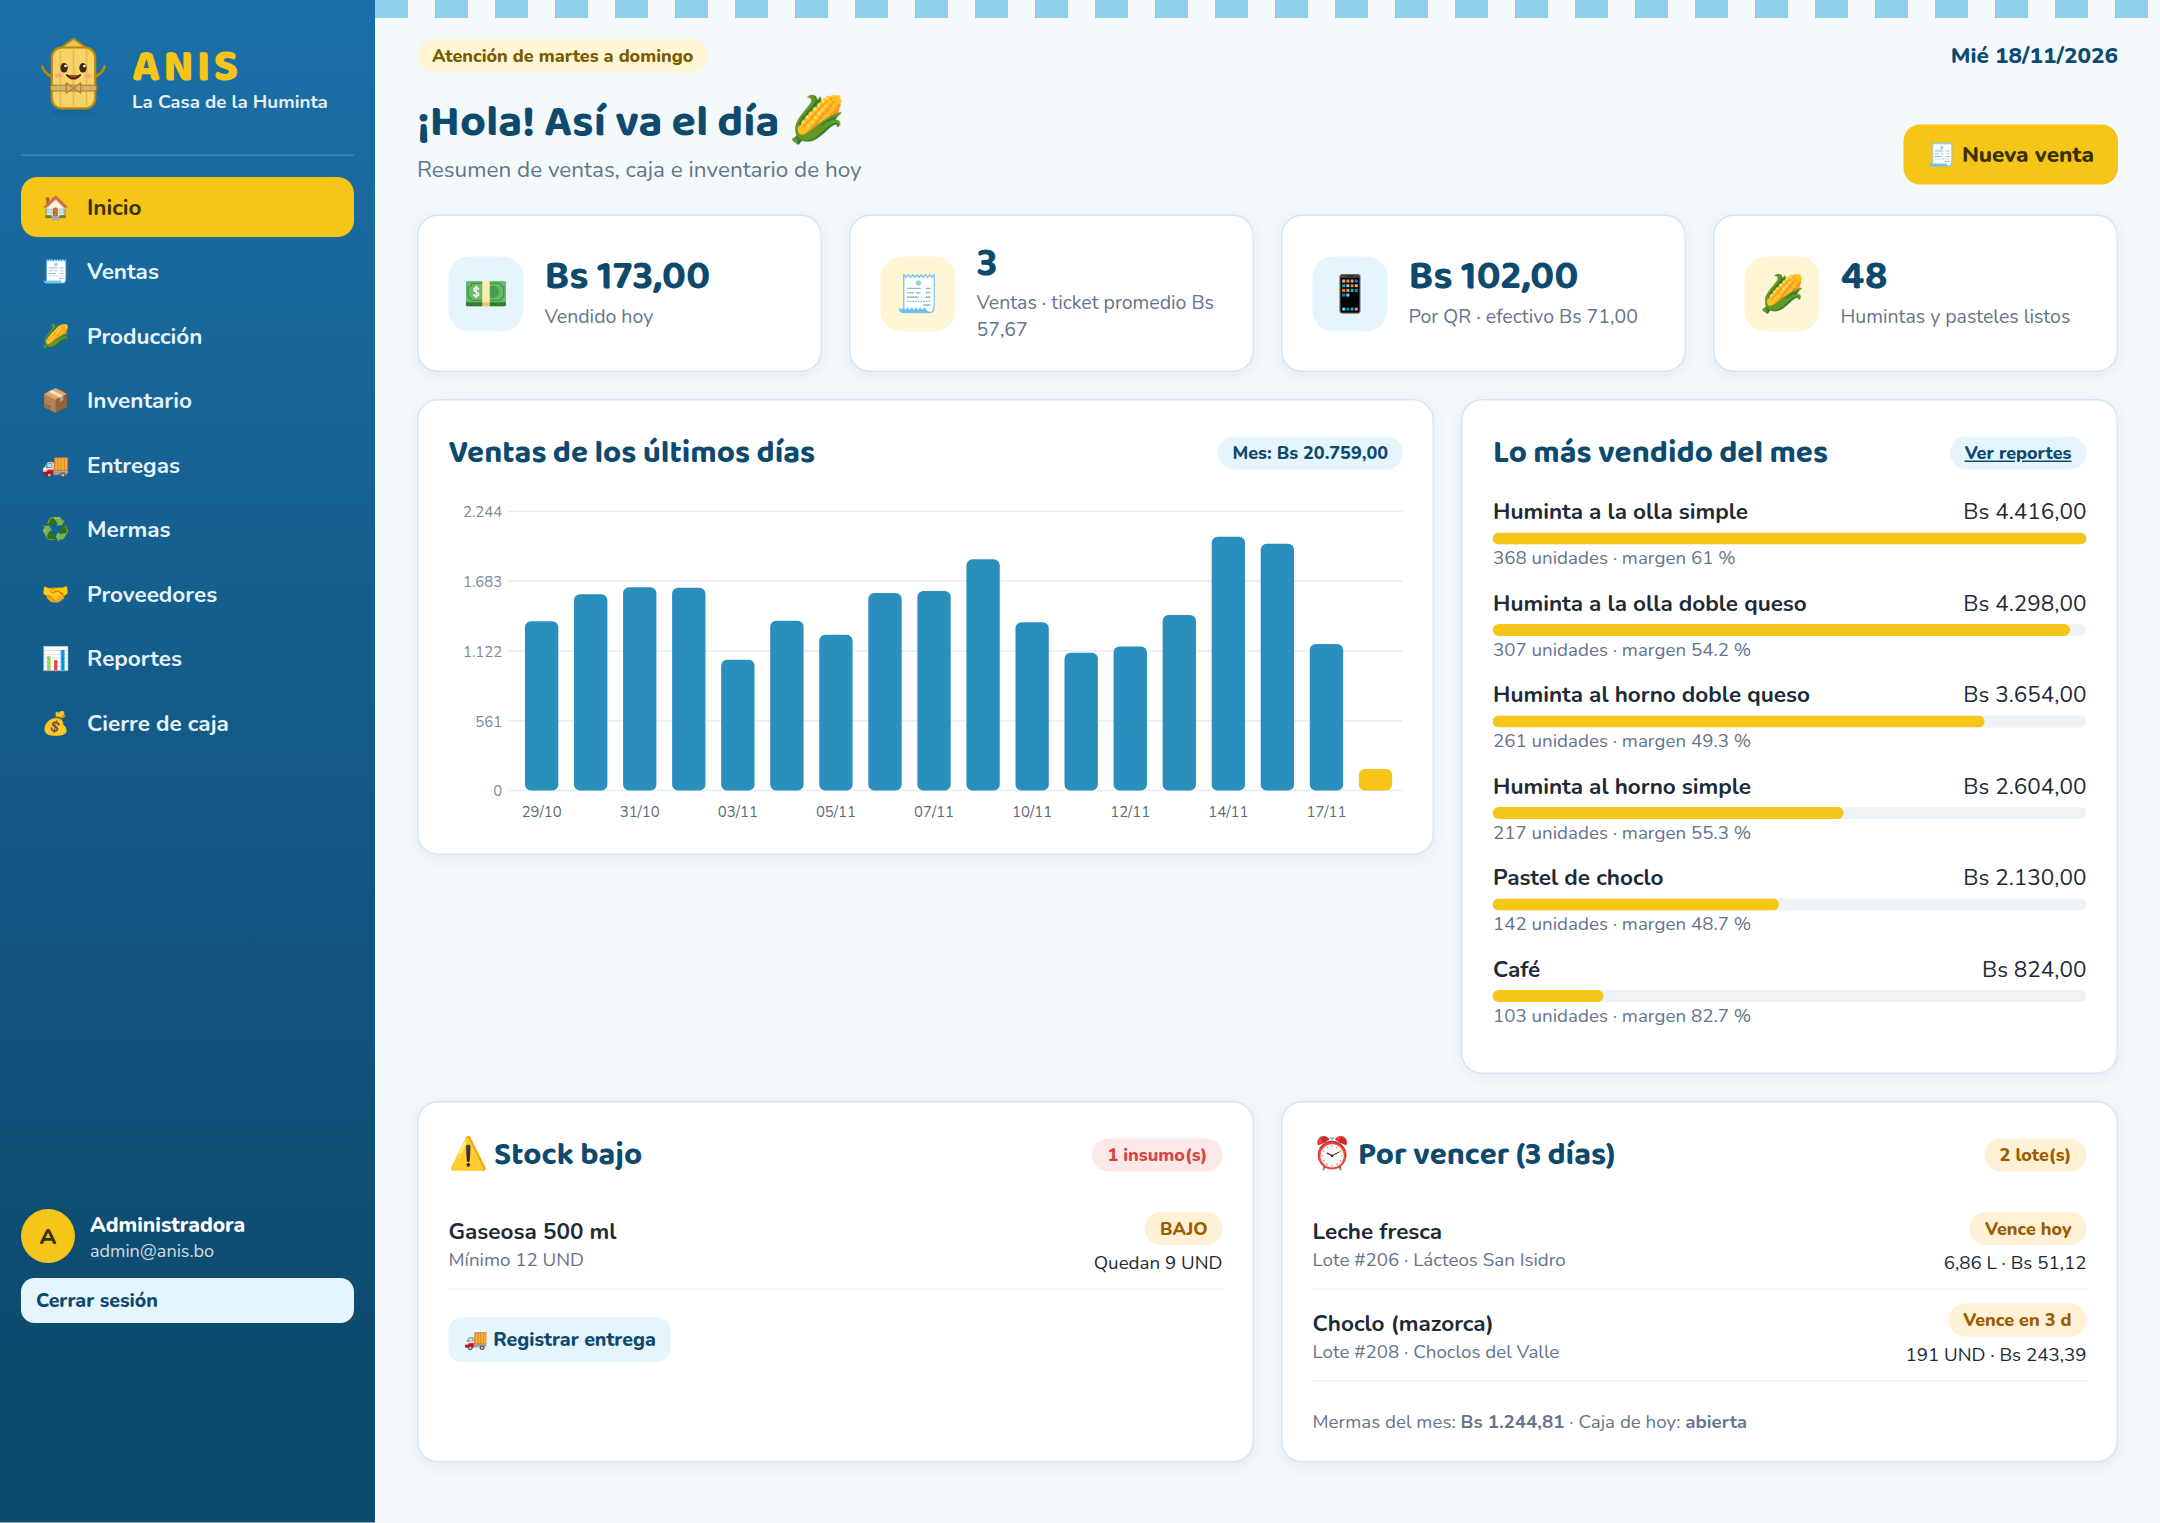 ANIS
La Casa de la Huminta
Inicio
Ventas
Producción
Inventario
Entregas
Mermas
Proveedores
Reportes
Cierre de caja
A
Administradora
admin@anis.bo
Cerrar sesión
Atención de martes a domingo
Mié 18/11/2026
¡Hola! Así va el día
Resumen de ventas, caja e inventario de hoy
Nueva venta
Bs 173,00
Vendido hoy
3
Ventas · ticket promedio Bs
57,67
Bs 102,00
Por QR · efectivo Bs 71,00
48
Humintas y pasteles listos
Ventas de los últimos días
Mes: Bs 20.759,00
2.244
1.683
1.122
561
0
29/10 31/10 03/11 05/11 07/11 10/11 12/11 14/11 17/11
Lo más vendido del mes
Ver reportes
Huminta a la olla simple Bs 4.416,00
368 unidades · margen 61 %
Huminta a la olla doble queso Bs 4.298,00
307 unidades · margen 54.2 %
Huminta al horno doble queso Bs 3.654,00
261 unidades · margen 49.3 %
Huminta al horno simple Bs 2.604,00
217 unidades · margen 55.3 %
Pastel de choclo Bs 2.130,00
142 unidades · margen 48.7 %
Café Bs 824,00
103 unidades · margen 82.7 %
Stock bajo
1 insumo(s)
Gaseosa 500 ml
BAJO
Mínimo 12 UND
Quedan 9 UND
Registrar entrega
Por vencer (3 días)
2 lote(s)
Leche fresca
Vence hoy
Lote #206 · Lácteos San Isidro
6,86 L · Bs 51,12
Choclo (mazorca)
Vence en 3 d
Lote #208 · Choclos del Valle
191 UND · Bs 243,39
Mermas del mes: Bs 1.244,81 · Caja de hoy: abierta